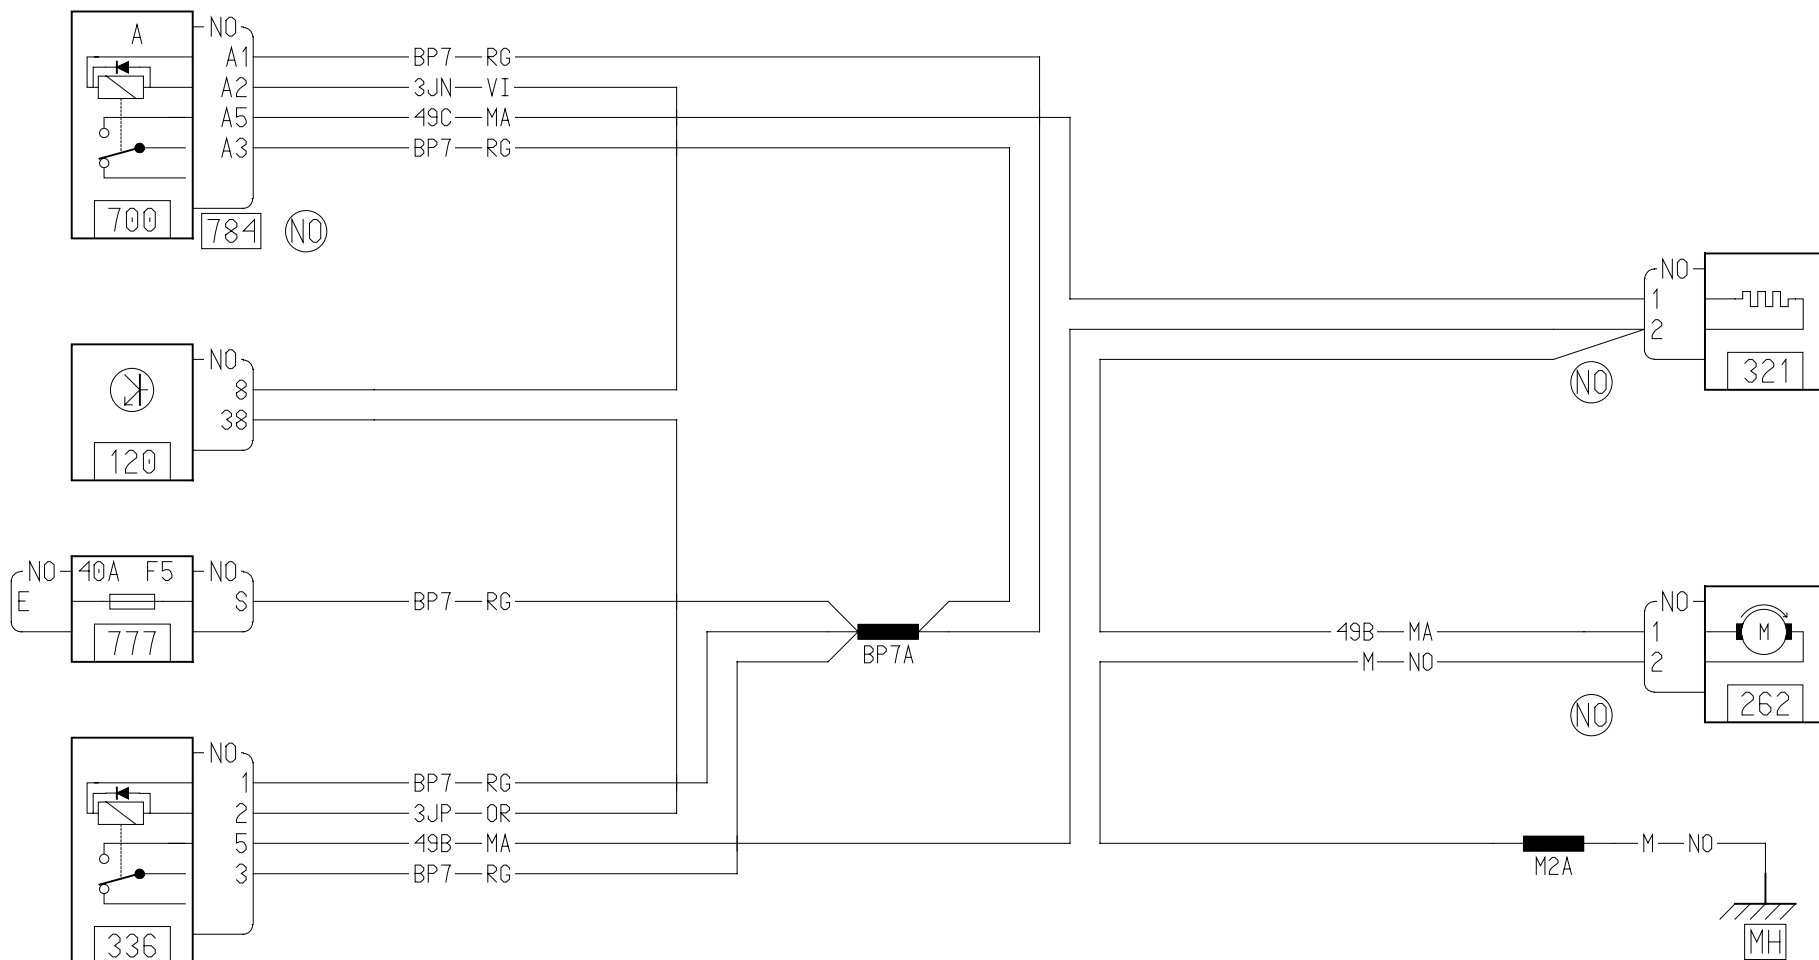 A NO
A1 BP7 RG
A2 3JN VI
A5 49C MA
A3 BP7 RG
700 784 NO
NO
1
2
321
NO
NO
8
38
120
NO 40A F5 NO
E S BP7 RG
777
BP7A
NO
49B MA 1 M
M NO 2
262
NO
NO
1 BP7 RG
2 3JP OR
5 49B MA
3 BP7 RG
336
M NO
M2A
MH